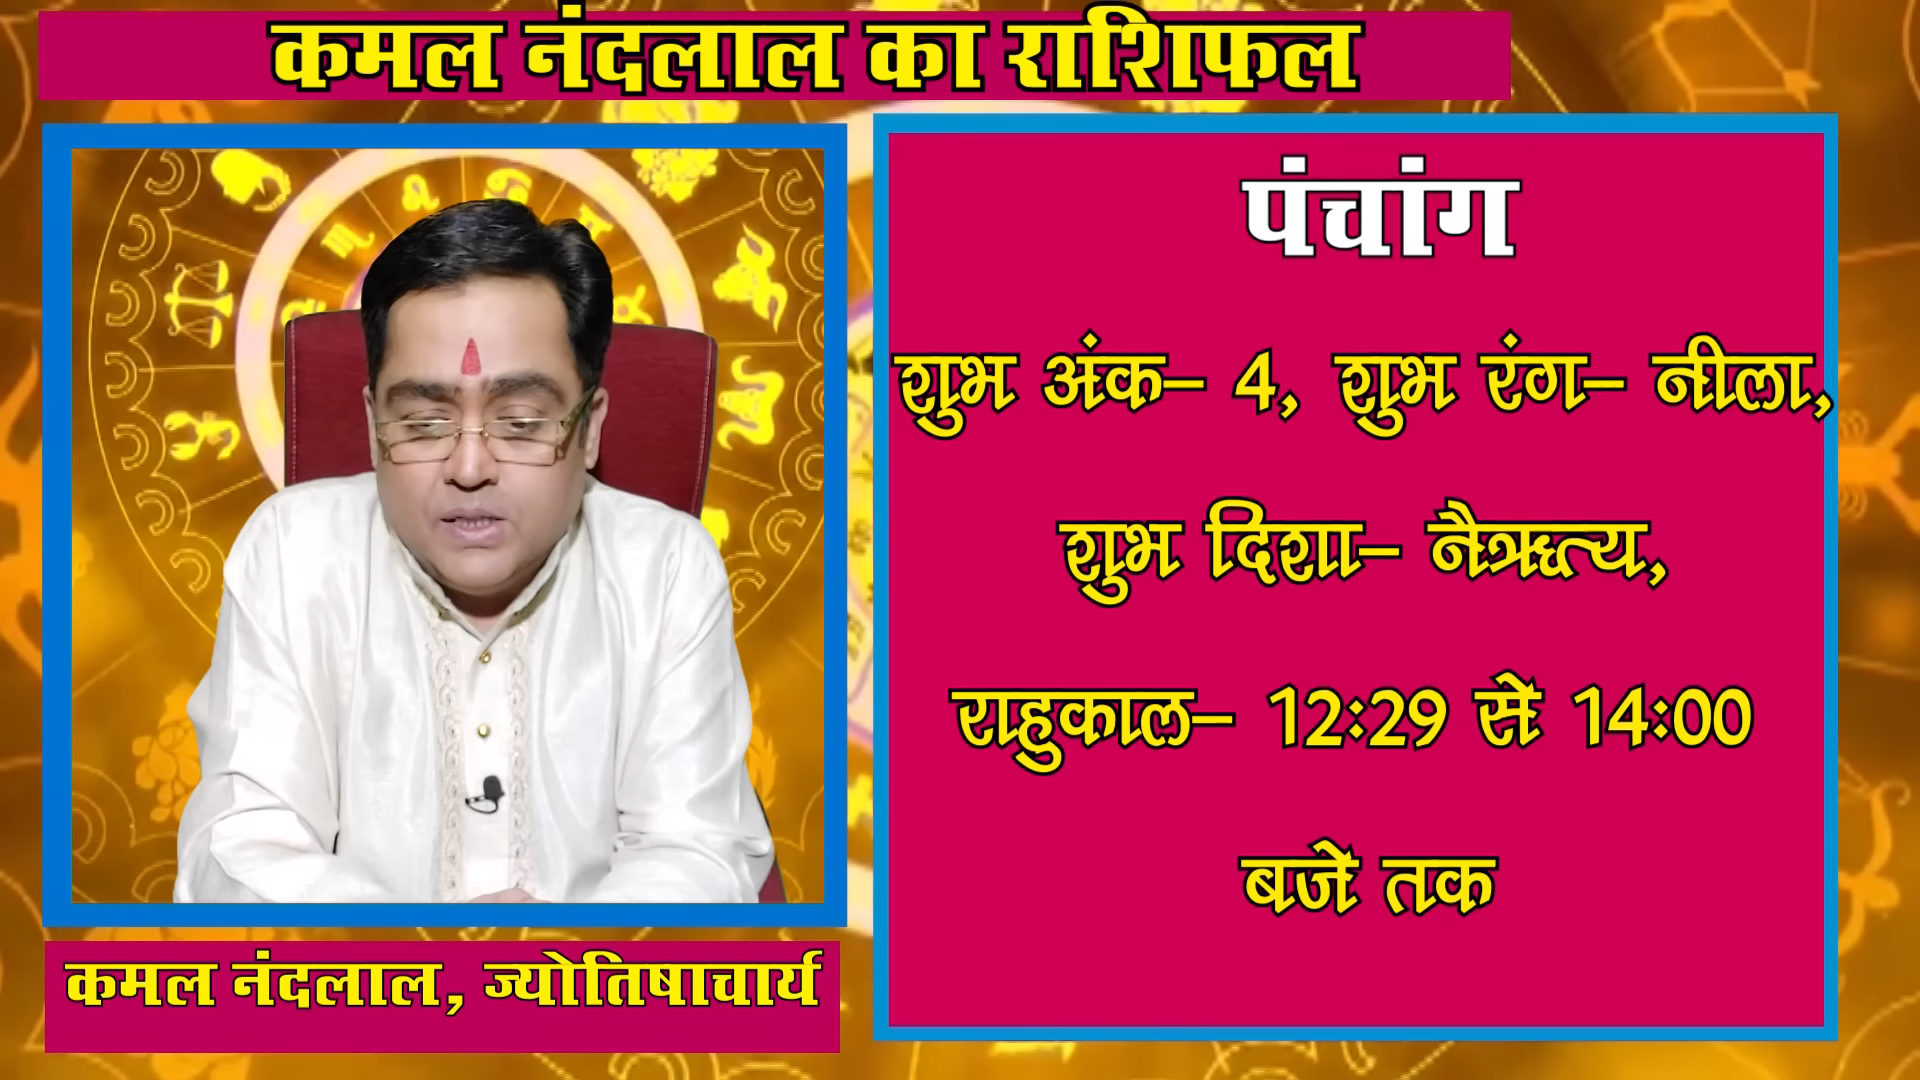 कमल नंदलाल का राशिफल
पंचांग
शुभ अंक– 4, शुभ रंग– नीला,
शुभ दिशा– नैऋत्य,
राहुकाल– 12:29 से 14:00
बजे तक
कमल नंदलाल, ज्योतिषाचार्य